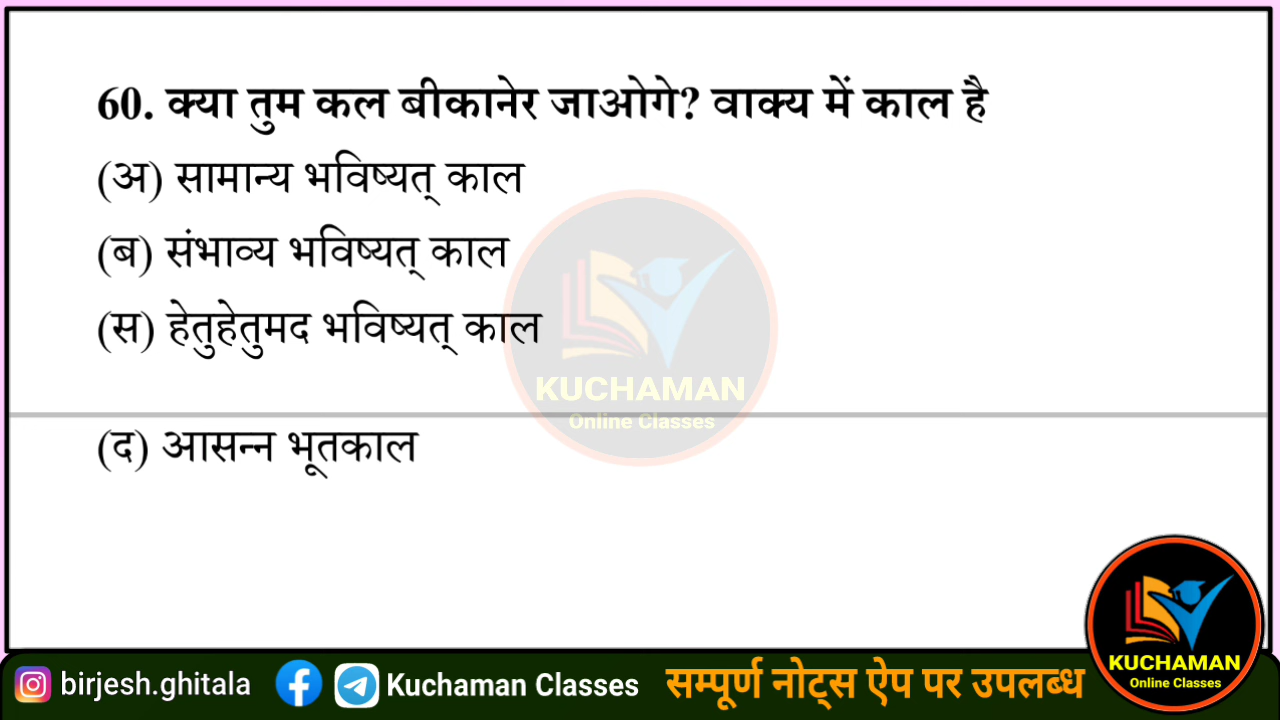 60. क्या तुम कल बीकानेर जाओगे? वाक्य में काल है
(अ) सामान्य भविष्यत् काल
(ब) संभाव्य भविष्यत् काल
(स) हेतुहेतुमद भविष्यत् काल
KUCHAMAN
Online Classes
(द) आसन्न भूतकाल
KUCHAMAN
Online Classes
birjesh.ghitala Kuchaman Classes सम्पूर्ण नोट्स ऐप पर उपलब्ध